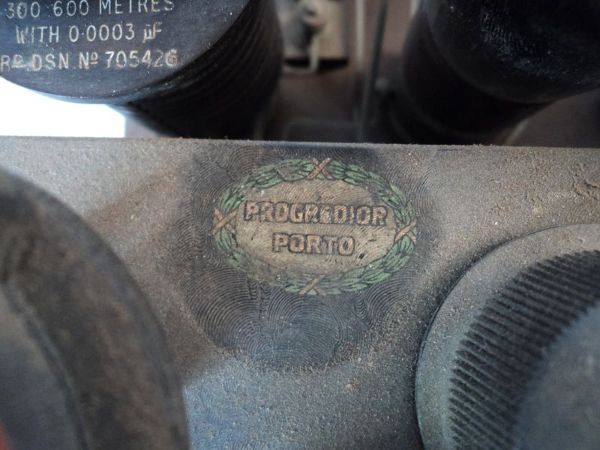 300 600 METRES
WITH 0·0003 µF
Rᴰ DSN Nº 705426
PROGREDIOR
PORTO